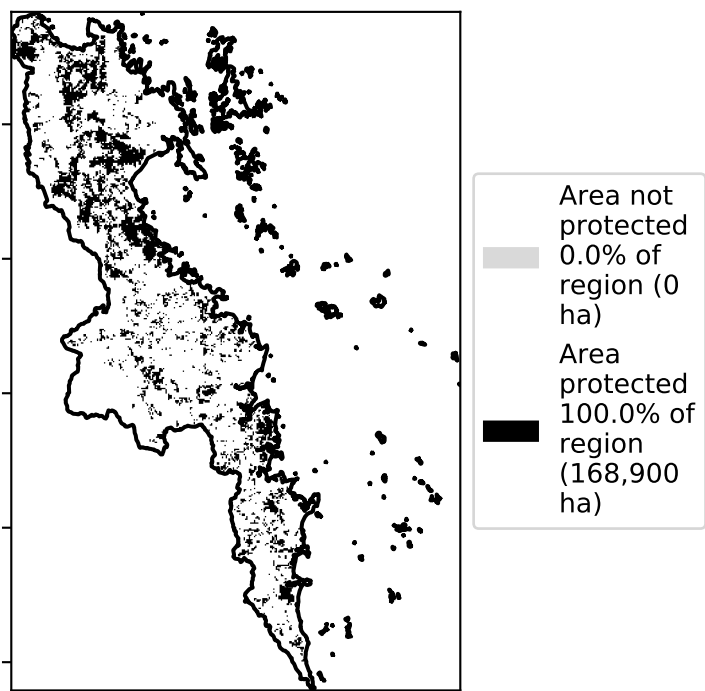 Area not
protected
0.0% of
region (0
ha)
Area
protected
100.0% of
region
(168,900
ha)